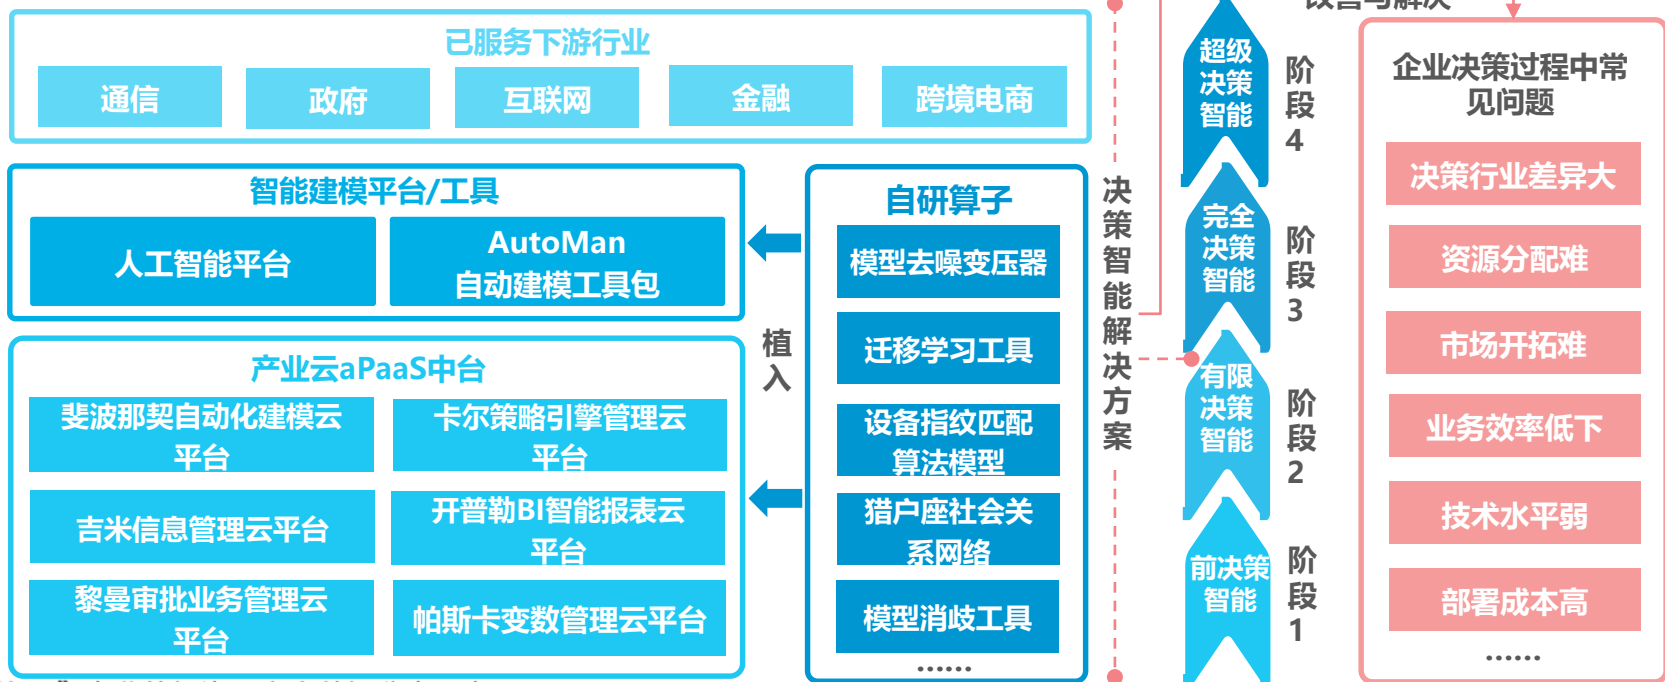 已服务下游行业
通信
政府
互联网
金融
跨境电商
智能建模平台/工具
人工智能平台
AutoMan
自动建模工具包
产业云aPaaS中台
斐波那契自动化建模云
平台
卡尔策略引擎管理云
平台
吉米信息管理云平台
开普勒BI智能报表云
平台
黎曼审批业务管理云
平台
帕斯卡变数管理云平台
植入
自研算子
模型去噪变压器
迁移学习工具
设备指纹匹配
算法模型
猎户座社会关
系网络
模型消歧工具
……
决策智能解决方案
超级
决策
智能
阶段4
完全
决策
智能
阶段3
有限
决策
智能
阶段2
前决策
智能
阶段1
改善与解决
企业决策过程中常
见问题
决策行业差异大
资源分配难
市场开拓难
业务效率低下
技术水平弱
部署成本高
……